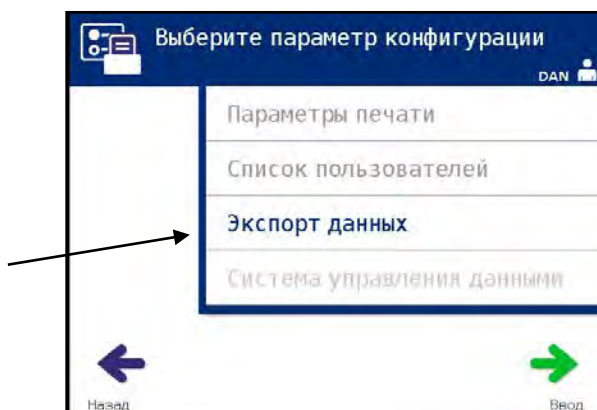 Выберите параметр конфигурации
DAN
Параметры печати
Список пользователей
Экспорт данных
Система управления данными
Назад
Ввод